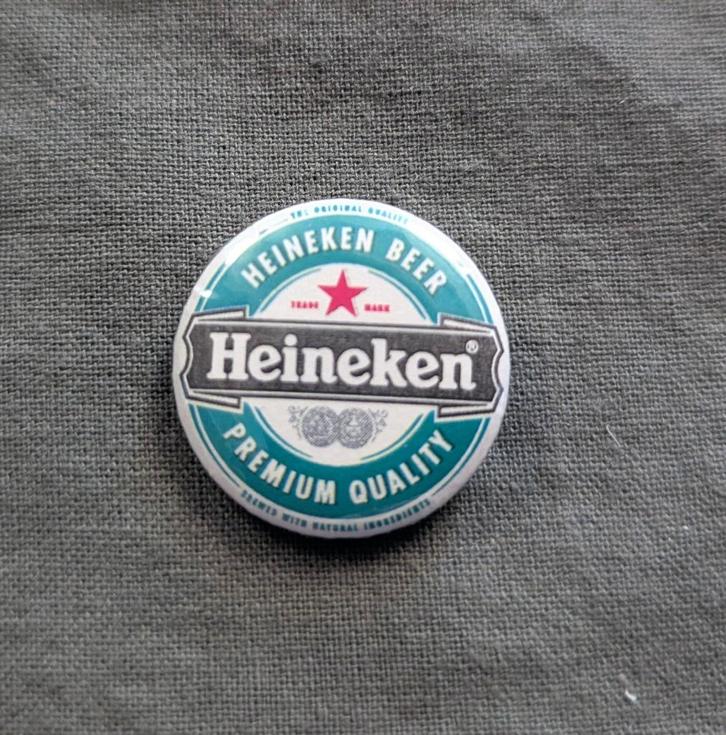 THE ORIGINAL QUALITY
HEINEKEN BEER
TRADE MARK
Heineken®
PREMIUM QUALITY
BREWED WITH NATURAL INGREDIENTS